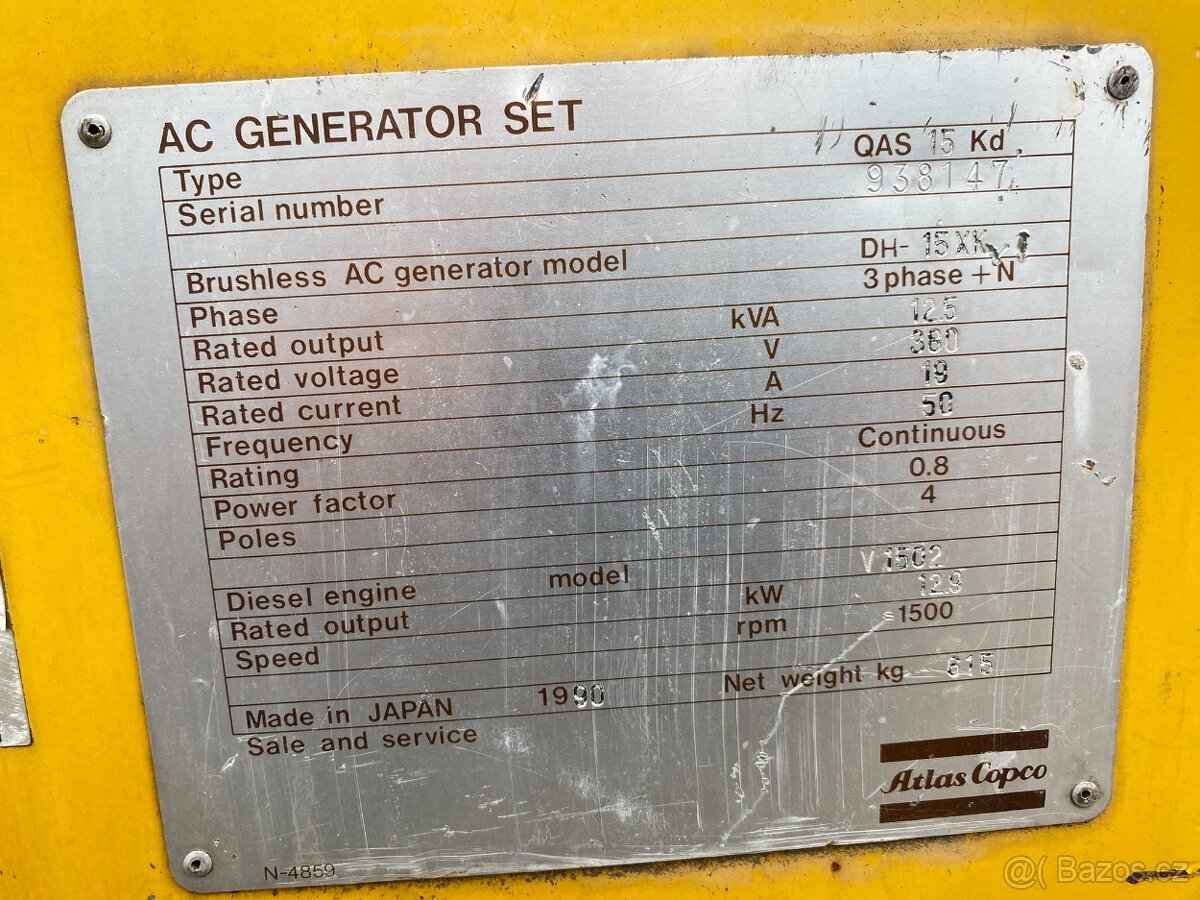 AC GENERATOR SET
Type QAS 15 Kd
Serial number 938147
Brushless AC generator model DH- 15XK
Phase 3 phase + N
Rated output kVA 12.5
Rated voltage V 380
Rated current A 19
Frequency Hz 50
Rating Continuous
Power factor 0.8
Poles 4
Diesel engine model V1502
Rated output kW 12.9
Speed rpm 1500
Made in JAPAN 1990 Net weight kg 615
Sale and service
Atlas Copco
N-4859
@( Bazos.cz